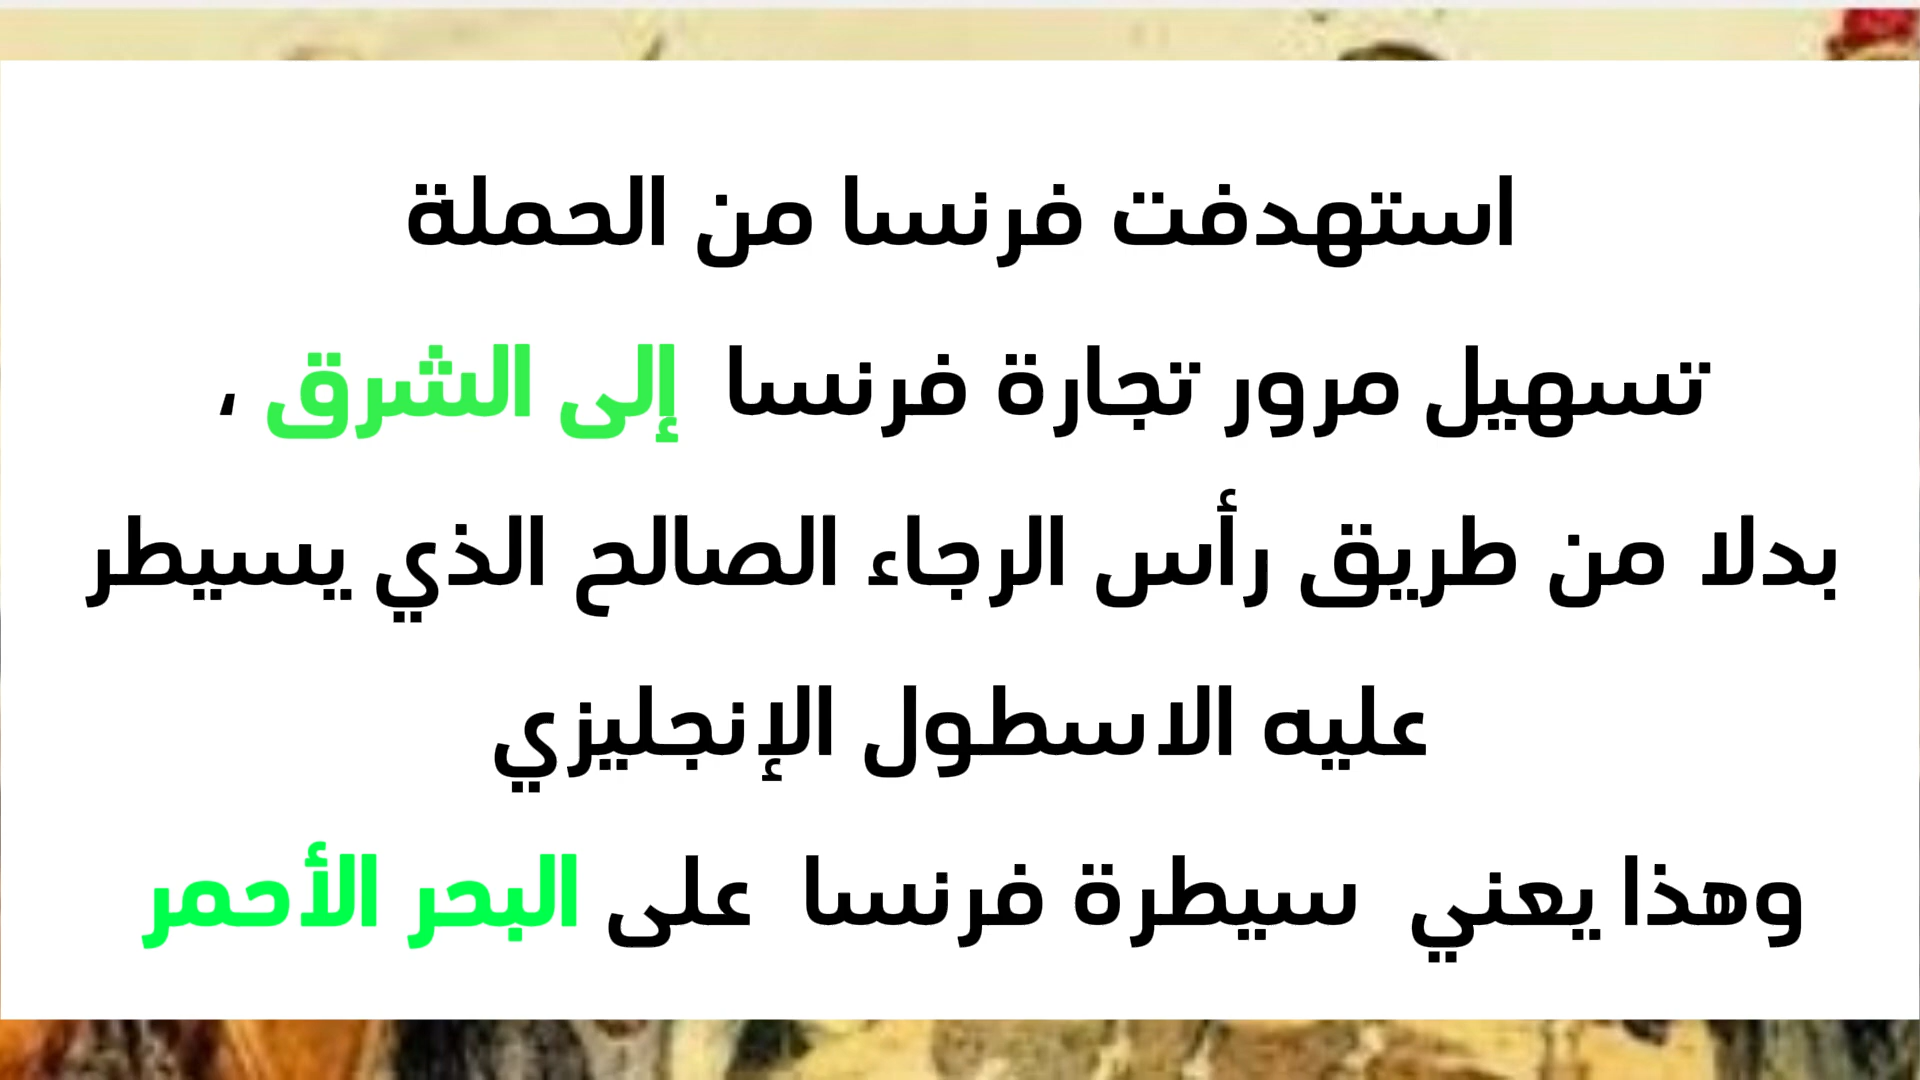 استهدفت فرنسا من الحملة
تسهيل مرور تجارة فرنسا إلى الشرق ،
بدلا من طريق رأس الرجاء الصالح الذي يسيطر
عليه الاسطول الإنجليزي
وهذا يعني سيطرة فرنسا على البحر الأحمر